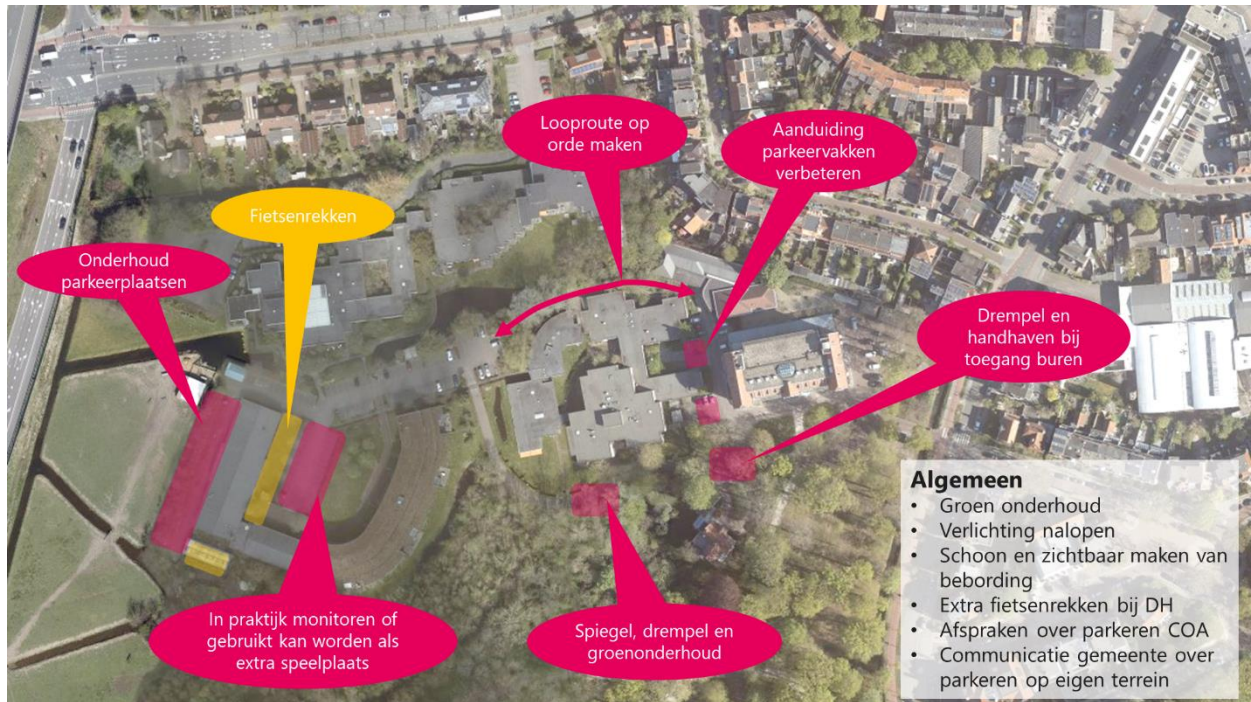 Looproute op
orde maken
Aanduiding
parkeervakken
verbeteren
Fietsenrekken
Onderhoud
parkeerplaatsen
Drempel en
handhaven bij
toegang buren
In praktijk monitoren of
gebruikt kan worden als
extra speelplaats
Spiegel, drempel en
groenonderhoud
Algemeen
• Groen onderhoud
• Verlichting nalopen
• Schoon en zichtbaar maken van
bebording
• Extra fietsenrekken bij DH
• Afspraken over parkeren COA
• Communicatie gemeente over
parkeren op eigen terrein